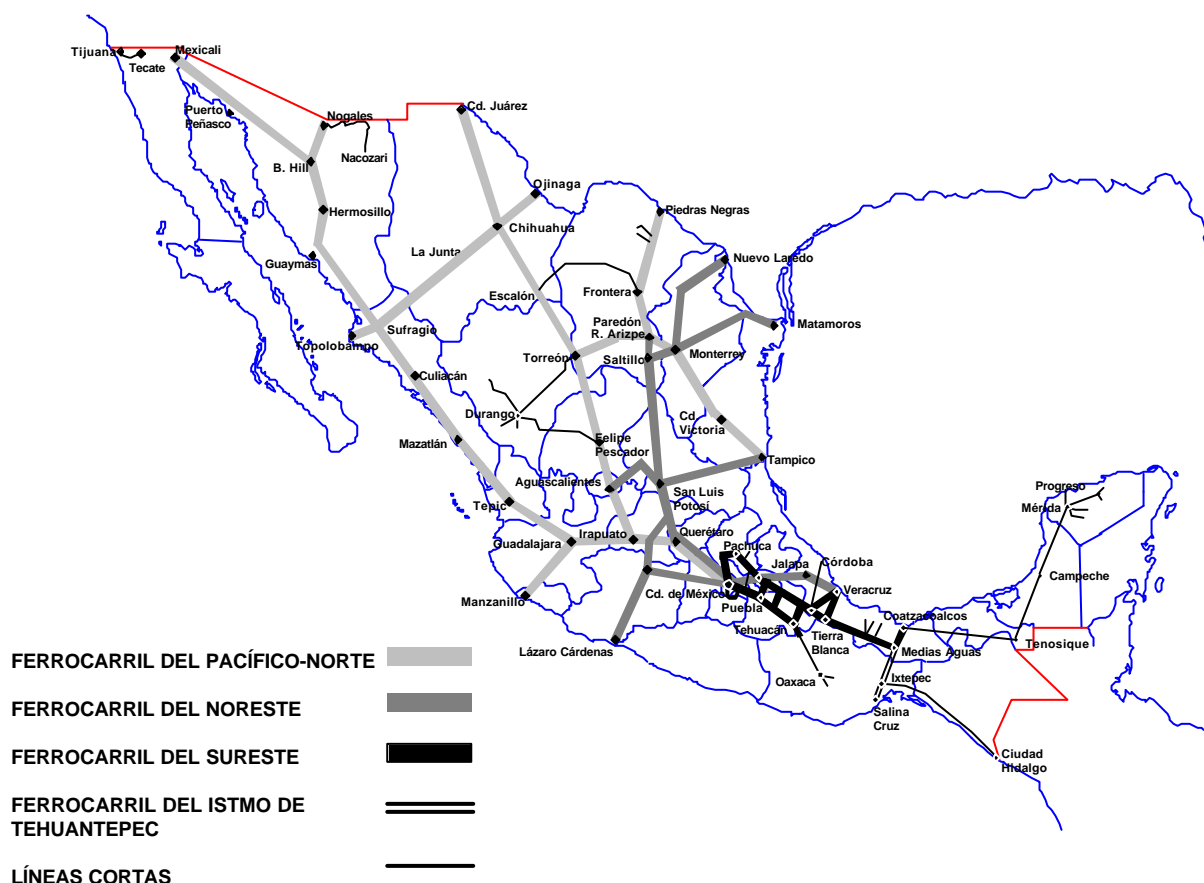 Tijuana
Mexicali
Tecate
Puerto
Peñasco
Nogales
Nacozari
Cd. Juárez
B. Hill
Ojinaga
Hermosillo
Chihuahua
Piedras Negras
La Junta
Guaymas
Nuevo Laredo
Escalón
Frontera
Paredón
R. Arizpe
Matamoros
Sufragio
Topolobampo
Torreón
Saltillo
Monterrey
Culiacán
Durango
Cd.
Victoria
Mazatlán
Felipe
Pescador
Tampico
Aguascalientes
San Luis
Potosí
Tepic
Progreso
Mérida
Guadalajara
Irapuato
Querétaro
Pachuca
Jalapa
Córdoba
Campeche
Manzanillo
Cd. de México
Veracruz
Puebla
Coatzacoalcos
Tehuacán
Tierra
Blanca
Tenosique
Lázaro Cárdenas
Medias Aguas
Oaxaca
Ixtepec
Salina
Cruz
Ciudad
Hidalgo
FERROCARRIL DEL PACÍFICO-NORTE
FERROCARRIL DEL NORESTE
FERROCARRIL DEL SURESTE
FERROCARRIL DEL ISTMO DE
TEHUANTEPEC
LÍNEAS CORTAS